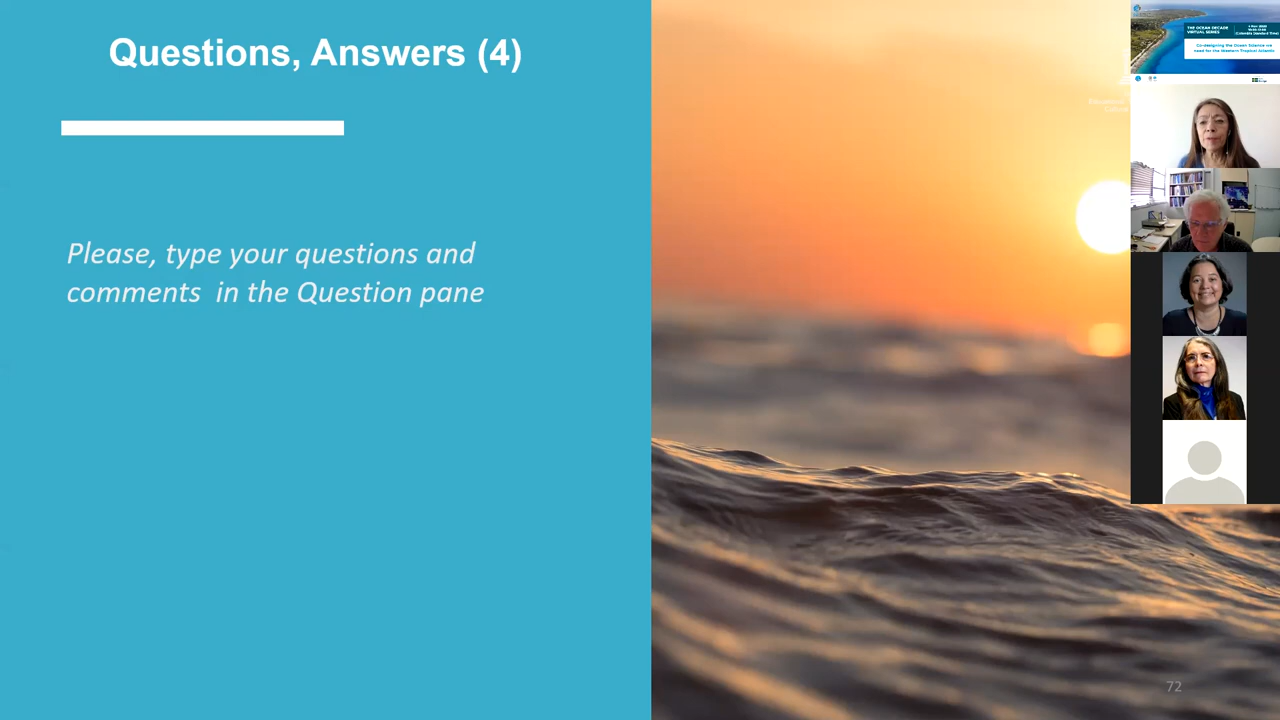 Questions, Answers (4)
Please, type your questions and
comments in the Question pane
THE OCEAN DECADE
VIRTUAL SERIES
Co-designing the Ocean Science we
need for the Western Tropical Atlantic
72